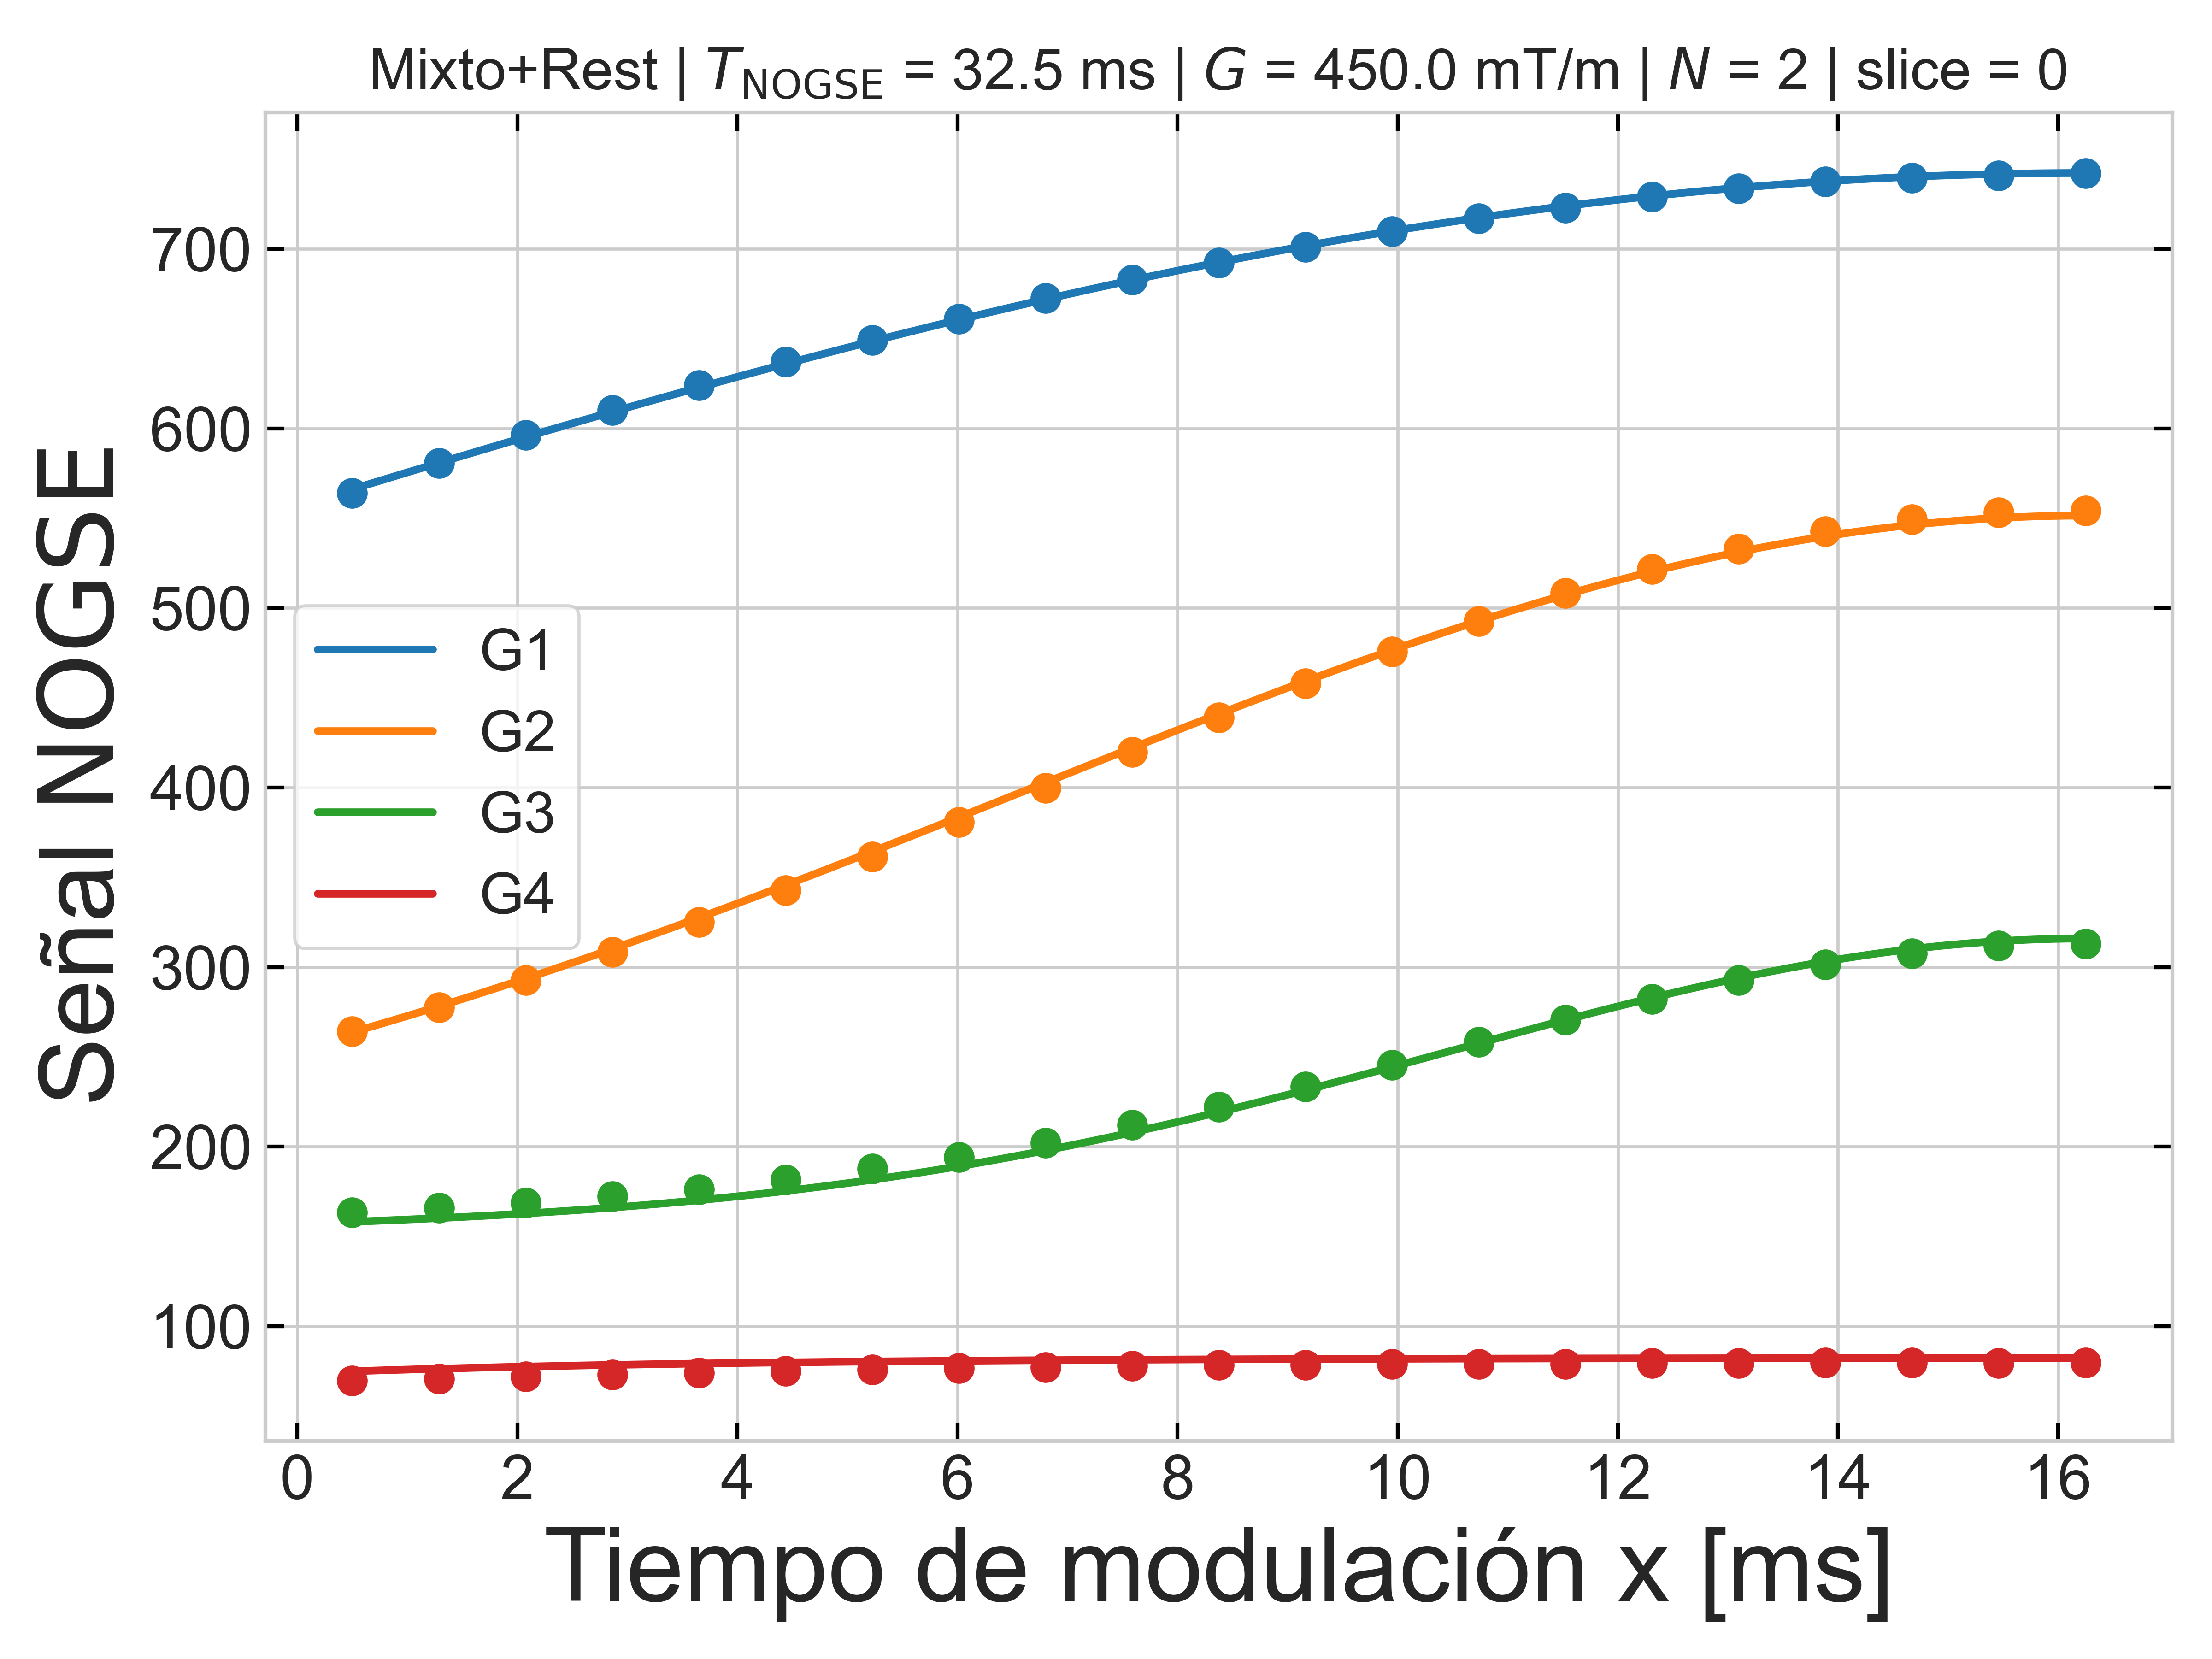 Mixto+Rest | T_NOGSE = 32.5 ms | G = 450.0 mT/m | N = 2 | slice = 0
Señal NOGSE
700
600
500
400
300
200
100
G1
G2
G3
G4
0 2 4 6 8 10 12 14 16
Tiempo de modulación x [ms]